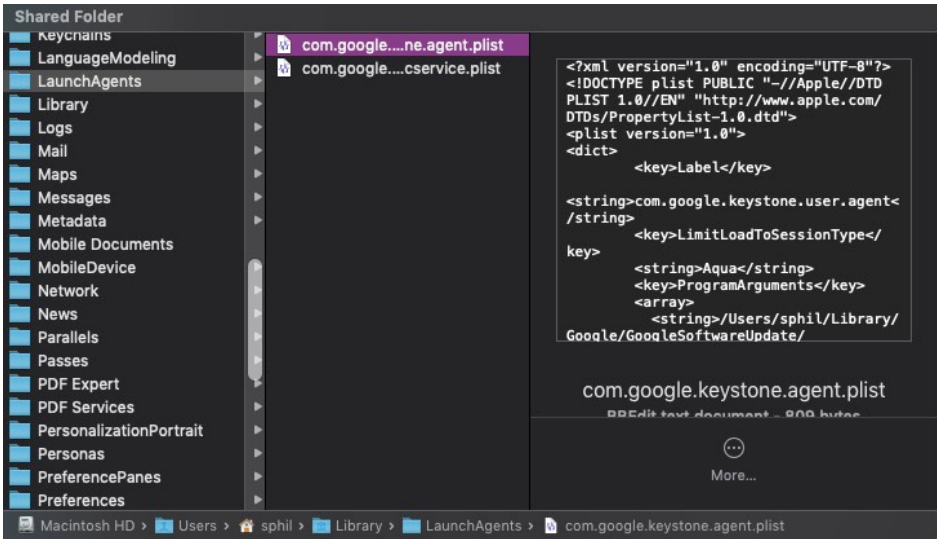 Shared Folder
Keychains
LanguageModeling
LaunchAgents
Library
Logs
Mail
Maps
Messages
Metadata
Mobile Documents
MobileDevice
Network
News
Parallels
Passes
PDF Expert
PDF Services
PersonalizationPortrait
Personas
PreferencePanes
Preferences
com.google....ne.agent.plist
com.google....cservice.plist
<?xml version="1.0" encoding="UTF-8"?>
<!DOCTYPE plist PUBLIC "-//Apple//DTD
PLIST 1.0//EN" "http://www.apple.com/
DTDs/PropertyList-1.0.dtd">
<plist version="1.0">
<dict>
<key>Label</key>
<string>com.google.keystone.user.agent<
/string>
<key>LimitLoadToSessionType</
key>
<string>Aqua</string>
<key>ProgramArguments</key>
<array>
<string>/Users/sphil/Library/
Google/GoogleSoftwareUpdate/
com.google.keystone.agent.plist
BBEdit text document - 809 bytes
More...
Macintosh HD › Users › sphil › Library › LaunchAgents › com.google.keystone.agent.plist